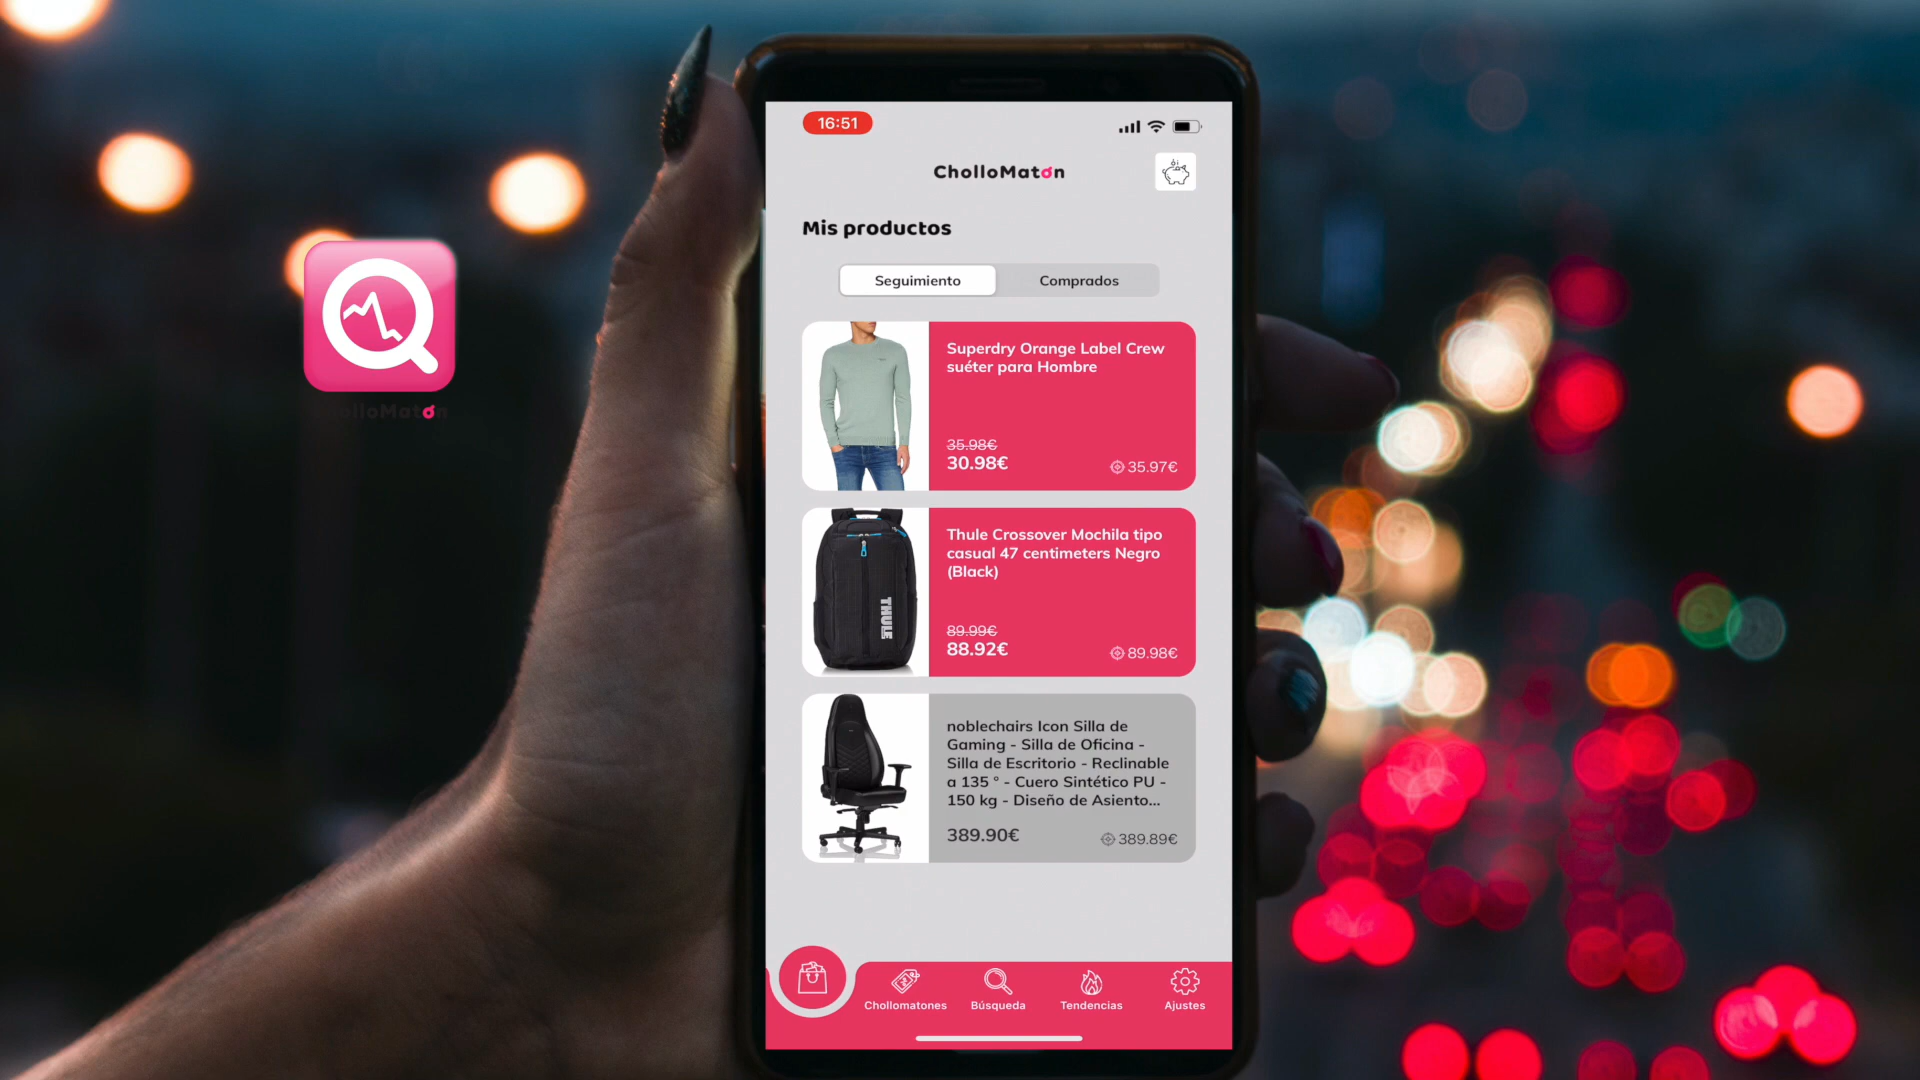 16:51
CholloMatón
Mis productos
Seguimiento
Comprados
Superdry Orange Label Crew
suéter para Hombre
35.98€
30.98€
35.97€
THULE
Thule Crossover Mochila tipo
casual 47 centimeters Negro
(Black)
89.99€
88.92€
89.98€
noblechairs Icon Silla de
Gaming - Silla de Oficina -
Silla de Escritorio - Reclinable
a 135 ° - Cuero Sintético PU -
150 kg - Diseño de Asiento...
389.90€
389.89€
Chollomatones
Búsqueda
Tendencias
Ajustes
CholloMatón